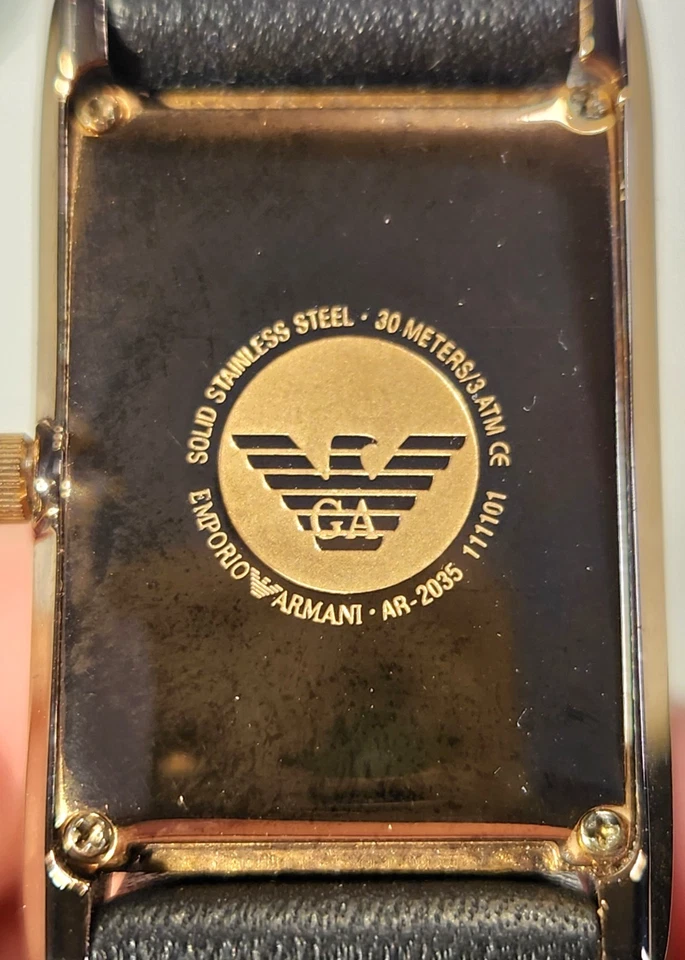 SOLID STAINLESS STEEL · 30 METERS/3.ATM CE
GA
EMPORIO ARMANI · AR-2035 111101